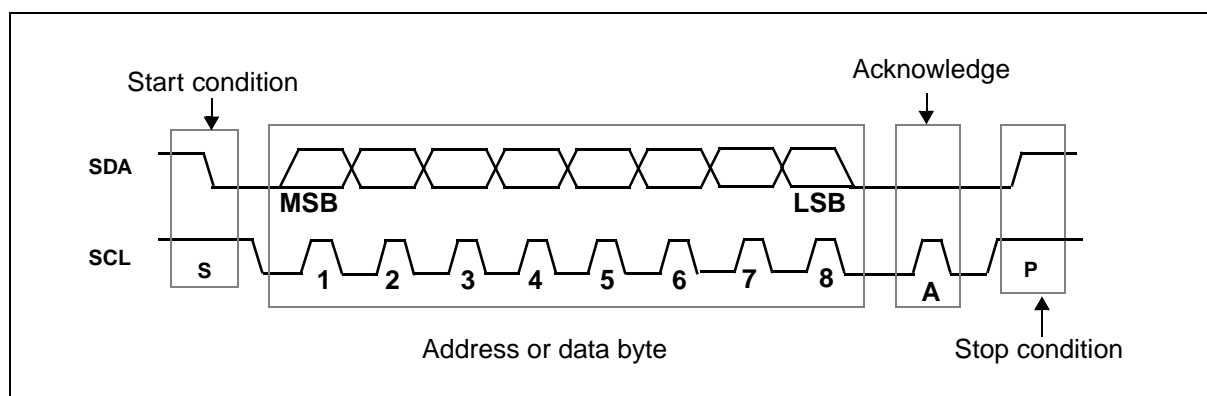 Start condition
Acknowledge
SDA
MSB LSB
SCL
S 1 2 3 4 5 6 7 8 A P
Address or data byte
Stop condition